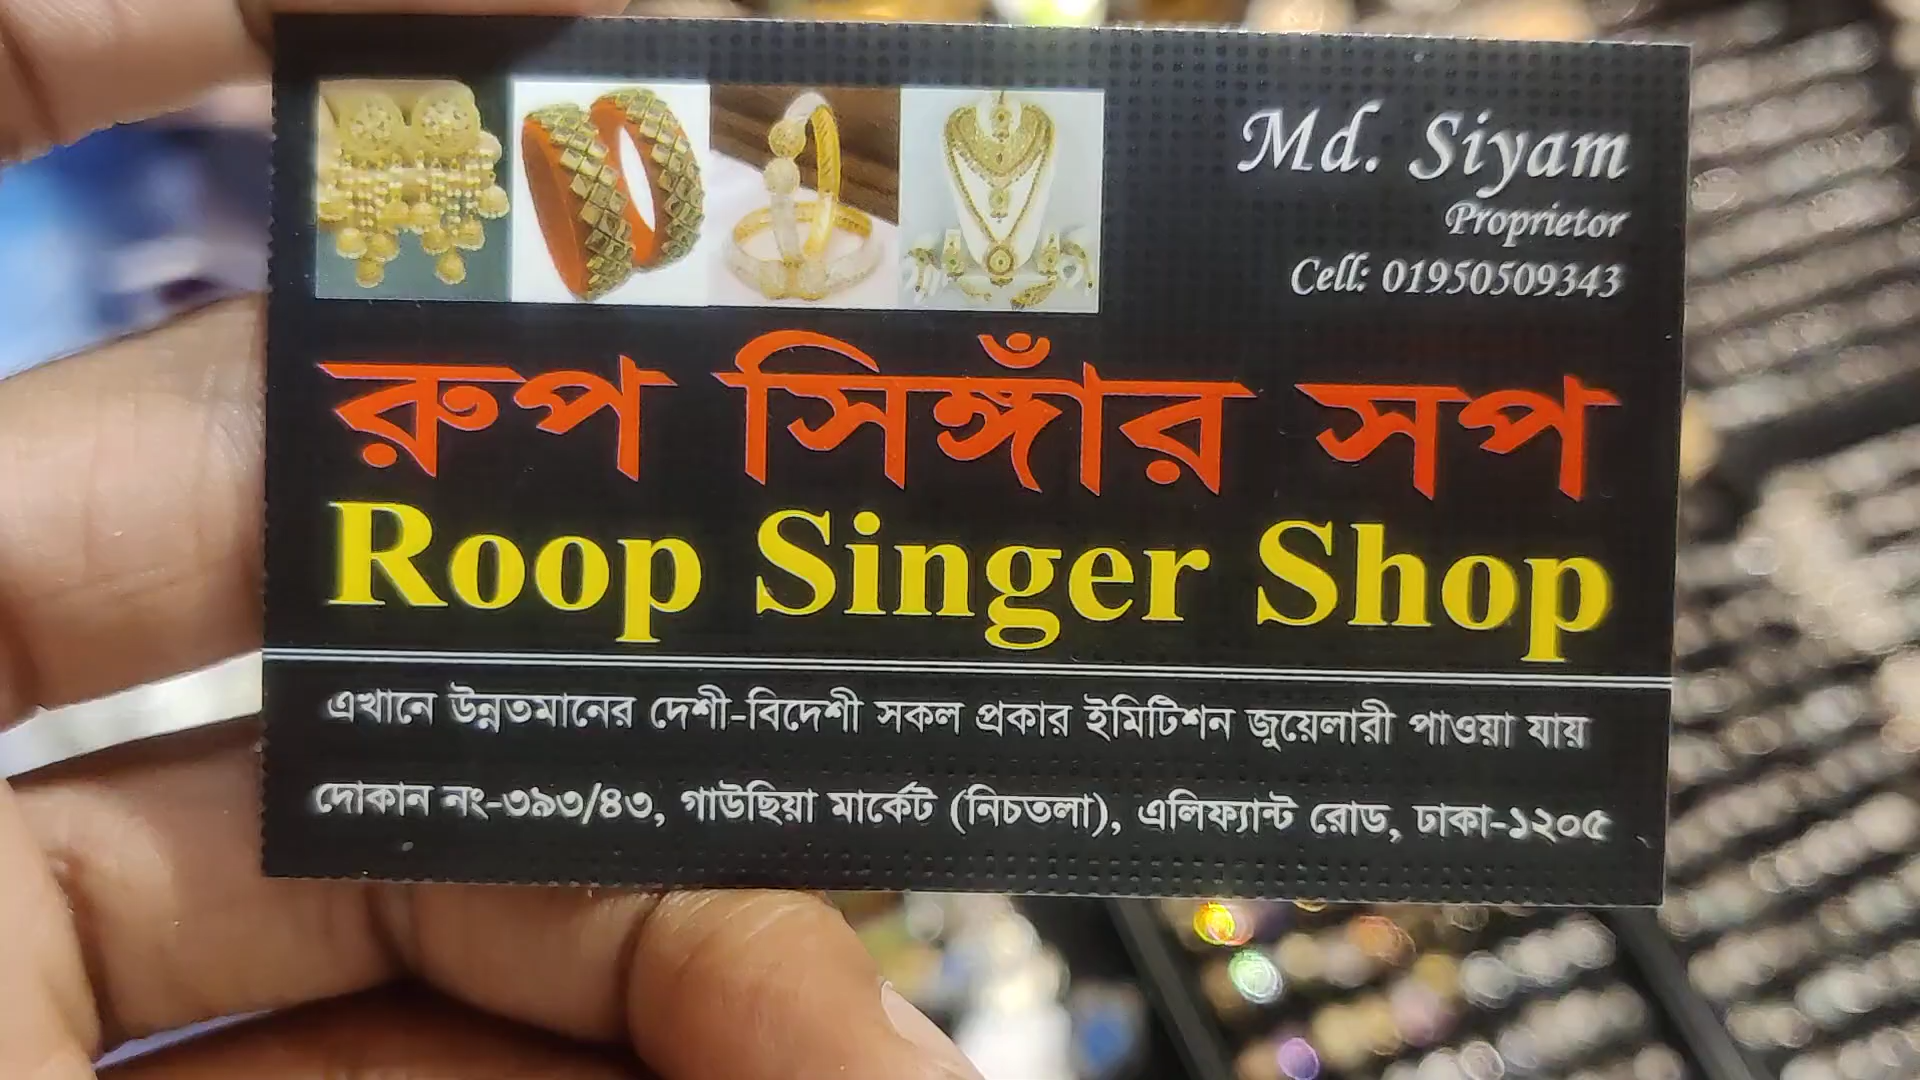 Md. Siyam
Proprietor
Cell: 01950509343
রুপ সিঙ্গাঁর সপ
Roop Singer Shop
এখানে উন্নতমানের দেশী-বিদেশী সকল প্রকার ইমিটিশন জুয়েলারী পাওয়া যায়
দোকান নং-৩৯৩/৪৩, গাউছিয়া মার্কেট (নিচতলা), এলিফ্যান্ট রোড, ঢাকা-১২০৫